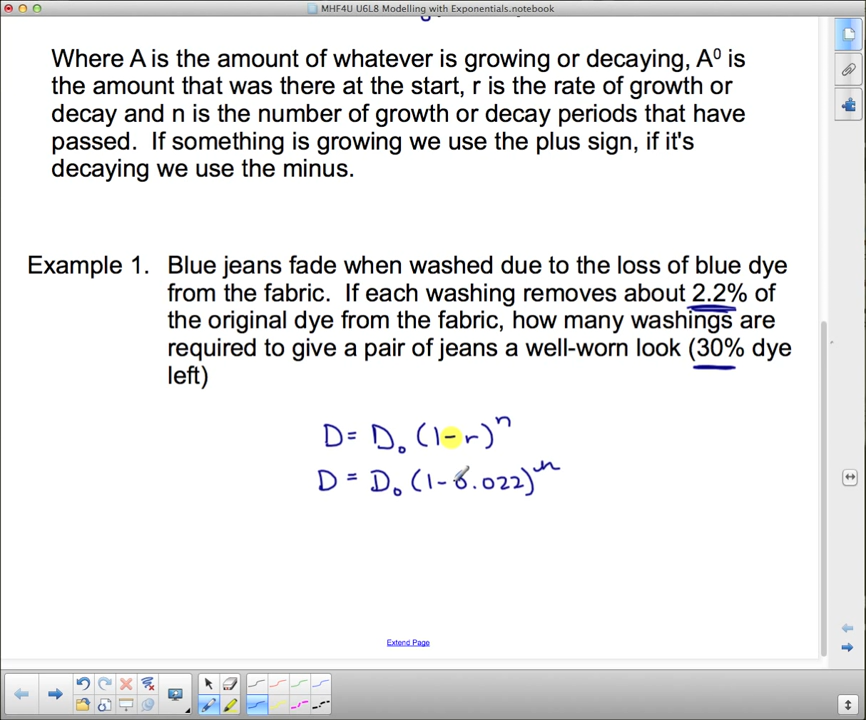 MHF4U U6L8 Modelling with Exponentials.notebook
Where A is the amount of whatever is growing or decaying, A⁰ is
the amount that was there at the start, r is the rate of growth or
decay and n is the number of growth or decay periods that have
passed. If something is growing we use the plus sign, if it's
decaying we use the minus.
Example 1. Blue jeans fade when washed due to the loss of blue dye
from the fabric. If each washing removes about 2.2% of
the original dye from the fabric, how many washings are
required to give a pair of jeans a well-worn look (30% dye
left)
D = D₀ (1 - r)ⁿ
D = D₀ (1 - 0.022)ⁿ
Extend Page